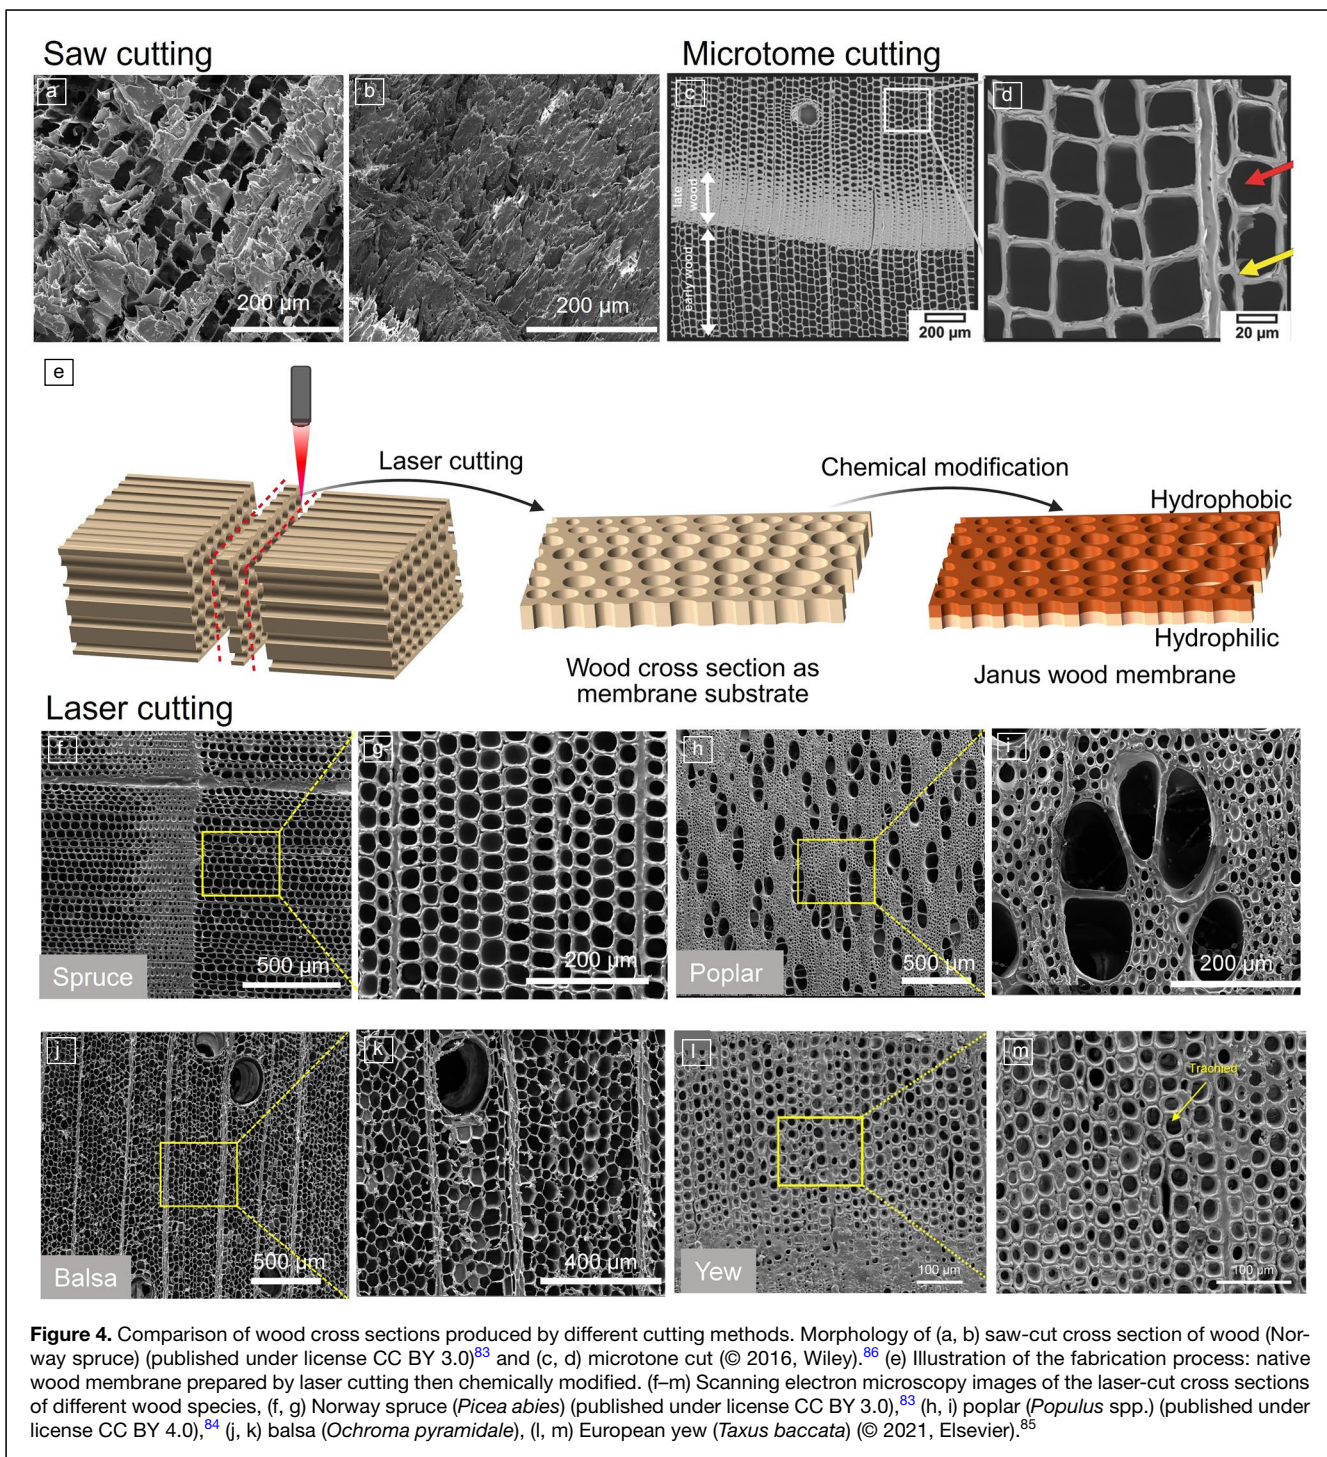 Saw cutting
Microtome cutting
a
b
c
d
late
wood
early wood
200 µm
200 µm
200 µm
20 µm
e
Laser cutting
Chemical modification
Hydrophobic
Hydrophilic
Wood cross section as
membrane substrate
Janus wood membrane
Laser cutting
f
g
h
i
Spruce
500 µm
200 µm
Poplar
500 µm
200 µm
j
k
l
m
Trachied
Balsa
500 µm
400 µm
Yew
100 µm
100 µm
Figure 4. Comparison of wood cross sections produced by different cutting methods. Morphology of (a, b) saw-cut cross section of wood (Nor-
way spruce) (published under license CC BY 3.0)83 and (c, d) microtone cut (© 2016, Wiley).86 (e) Illustration of the fabrication process: native
wood membrane prepared by laser cutting then chemically modified. (f–m) Scanning electron microscopy images of the laser-cut cross sections
of different wood species, (f, g) Norway spruce (Picea abies) (published under license CC BY 3.0),83 (h, i) poplar (Populus spp.) (published under
license CC BY 4.0),84 (j, k) balsa (Ochroma pyramidale), (l, m) European yew (Taxus baccata) (© 2021, Elsevier).85